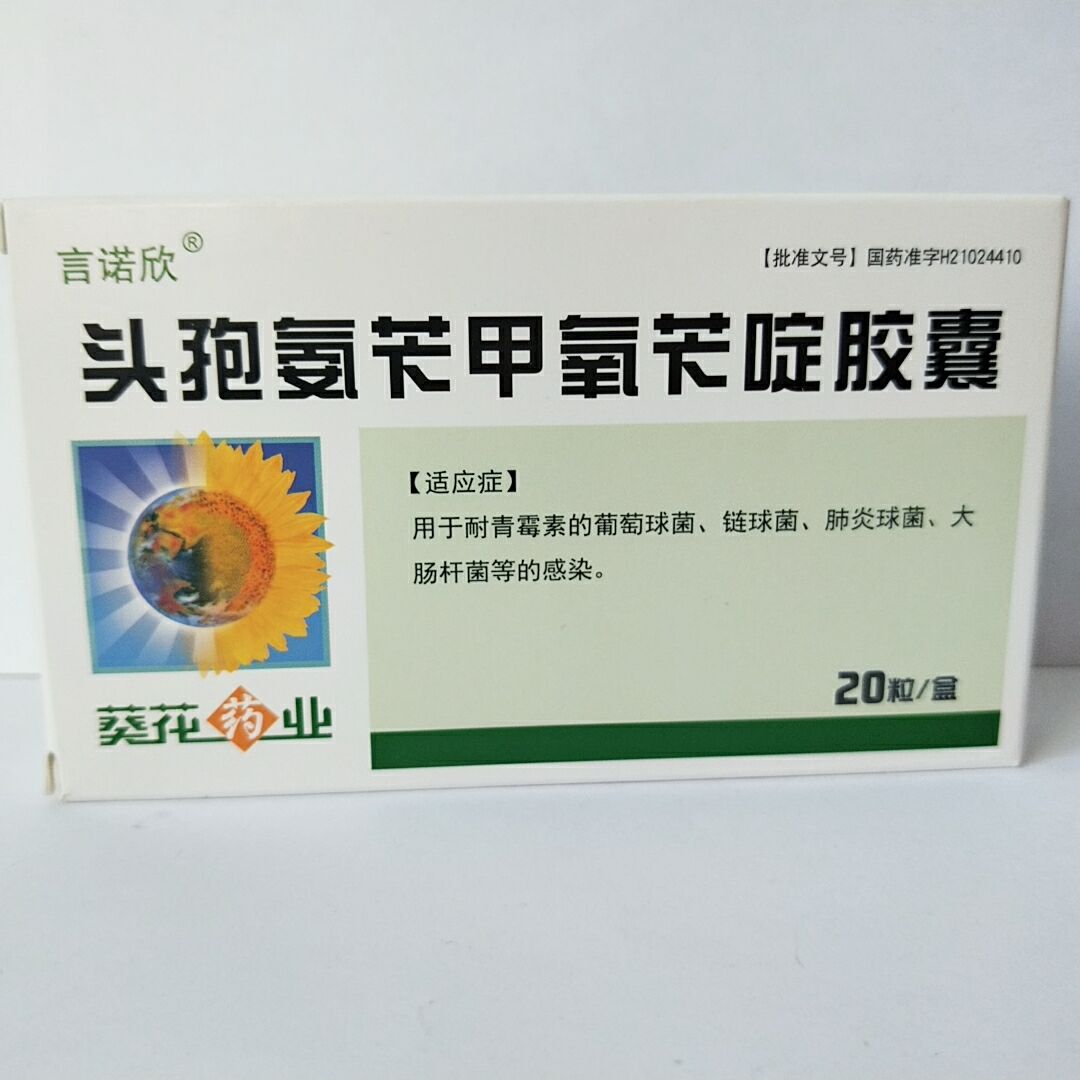 言诺欣®
【批准文号】国药准字H21024410
头孢氨苄甲氧苄啶胶囊
【适应症】
用于耐青霉素的葡萄球菌、链球菌、肺炎球菌、大
肠杆菌等的感染。
20粒/盒
葵花药业